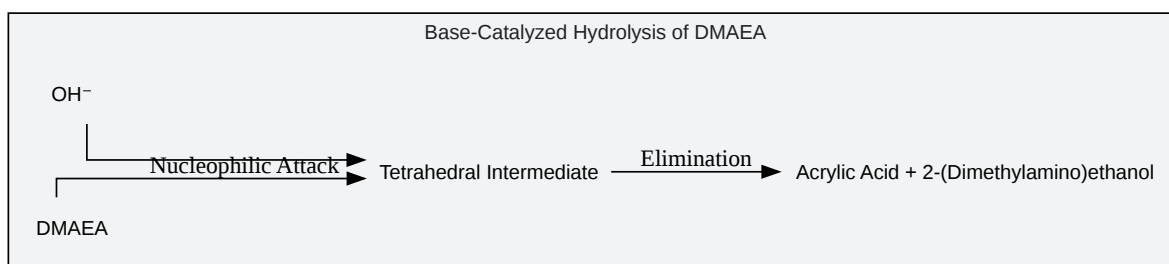 Base-Catalyzed Hydrolysis of DMAEA
OH⁻
Nucleophilic Attack
Tetrahedral Intermediate
Elimination
Acrylic Acid + 2-(Dimethylamino)ethanol
DMAEA